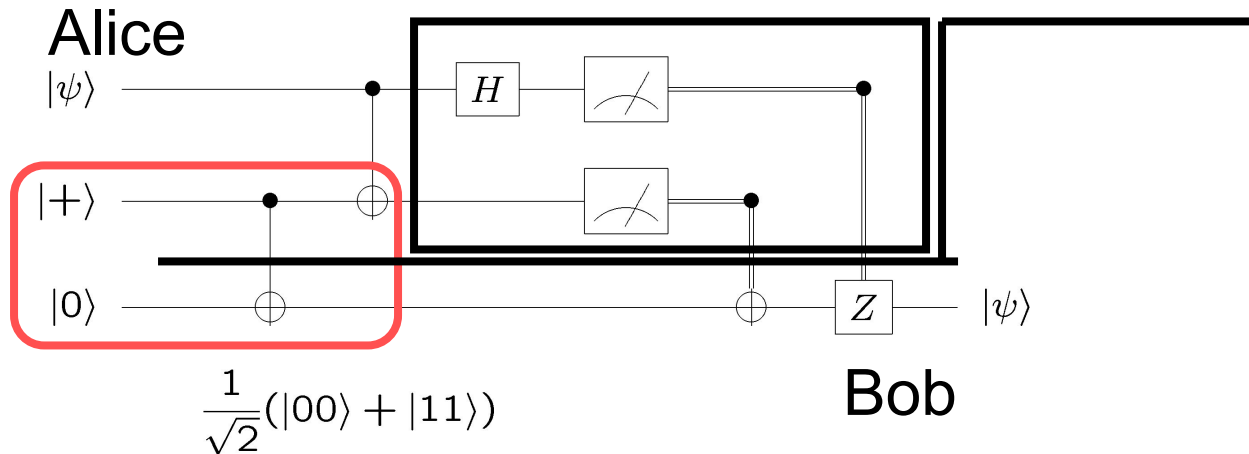 Alice
|ψ⟩ H
|+⟩
|0⟩ Z |ψ⟩
1/√2(|00⟩ + |11⟩)
Bob